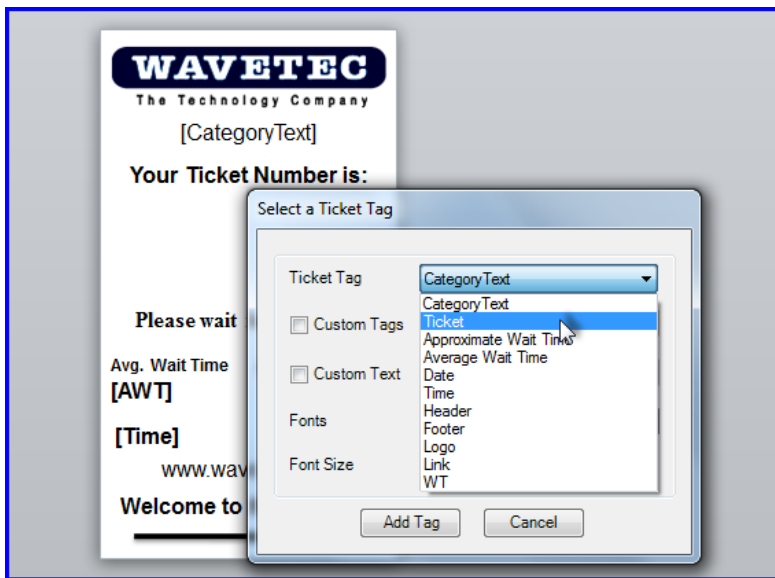 WAVETEC
The Technology Company
[CategoryText]
Your Ticket Number is:
Please wait
Avg. Wait Time
[AWT]
[Time]
www.wav
Welcome to
Select a Ticket Tag
Ticket Tag
CategoryText
CategoryText
Ticket
Approximate Wait Time
Average Wait Time
Date
Time
Header
Footer
Logo
Link
WT
Custom Tags
Custom Text
Fonts
Font Size
Add Tag
Cancel